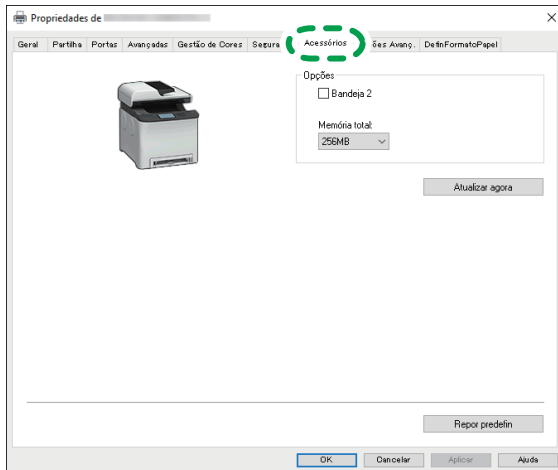 Propriedades de
Geral Partilha Portas Avançadas Gestão de Cores Segura Acessórios ões Avanç. DefinFormatoPapel
Opções
Bandeja 2
Memória total:
256MB
Atualizar agora
Repor predefin
OK Cancelar Aplicar Ajuda